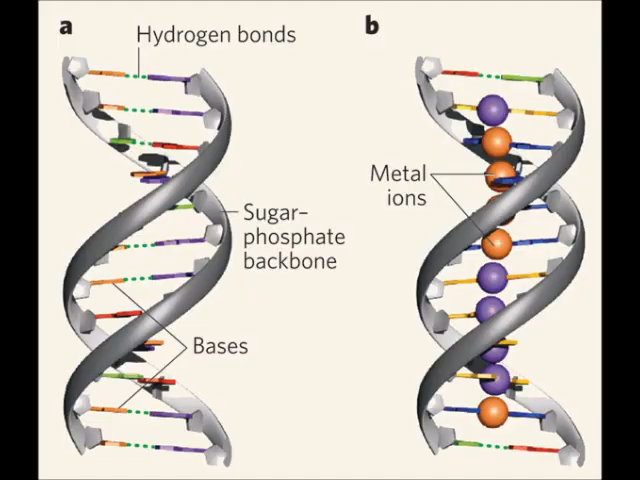 a
Hydrogen bonds
Sugar–
phosphate
backbone
Bases
b
Metal
ions